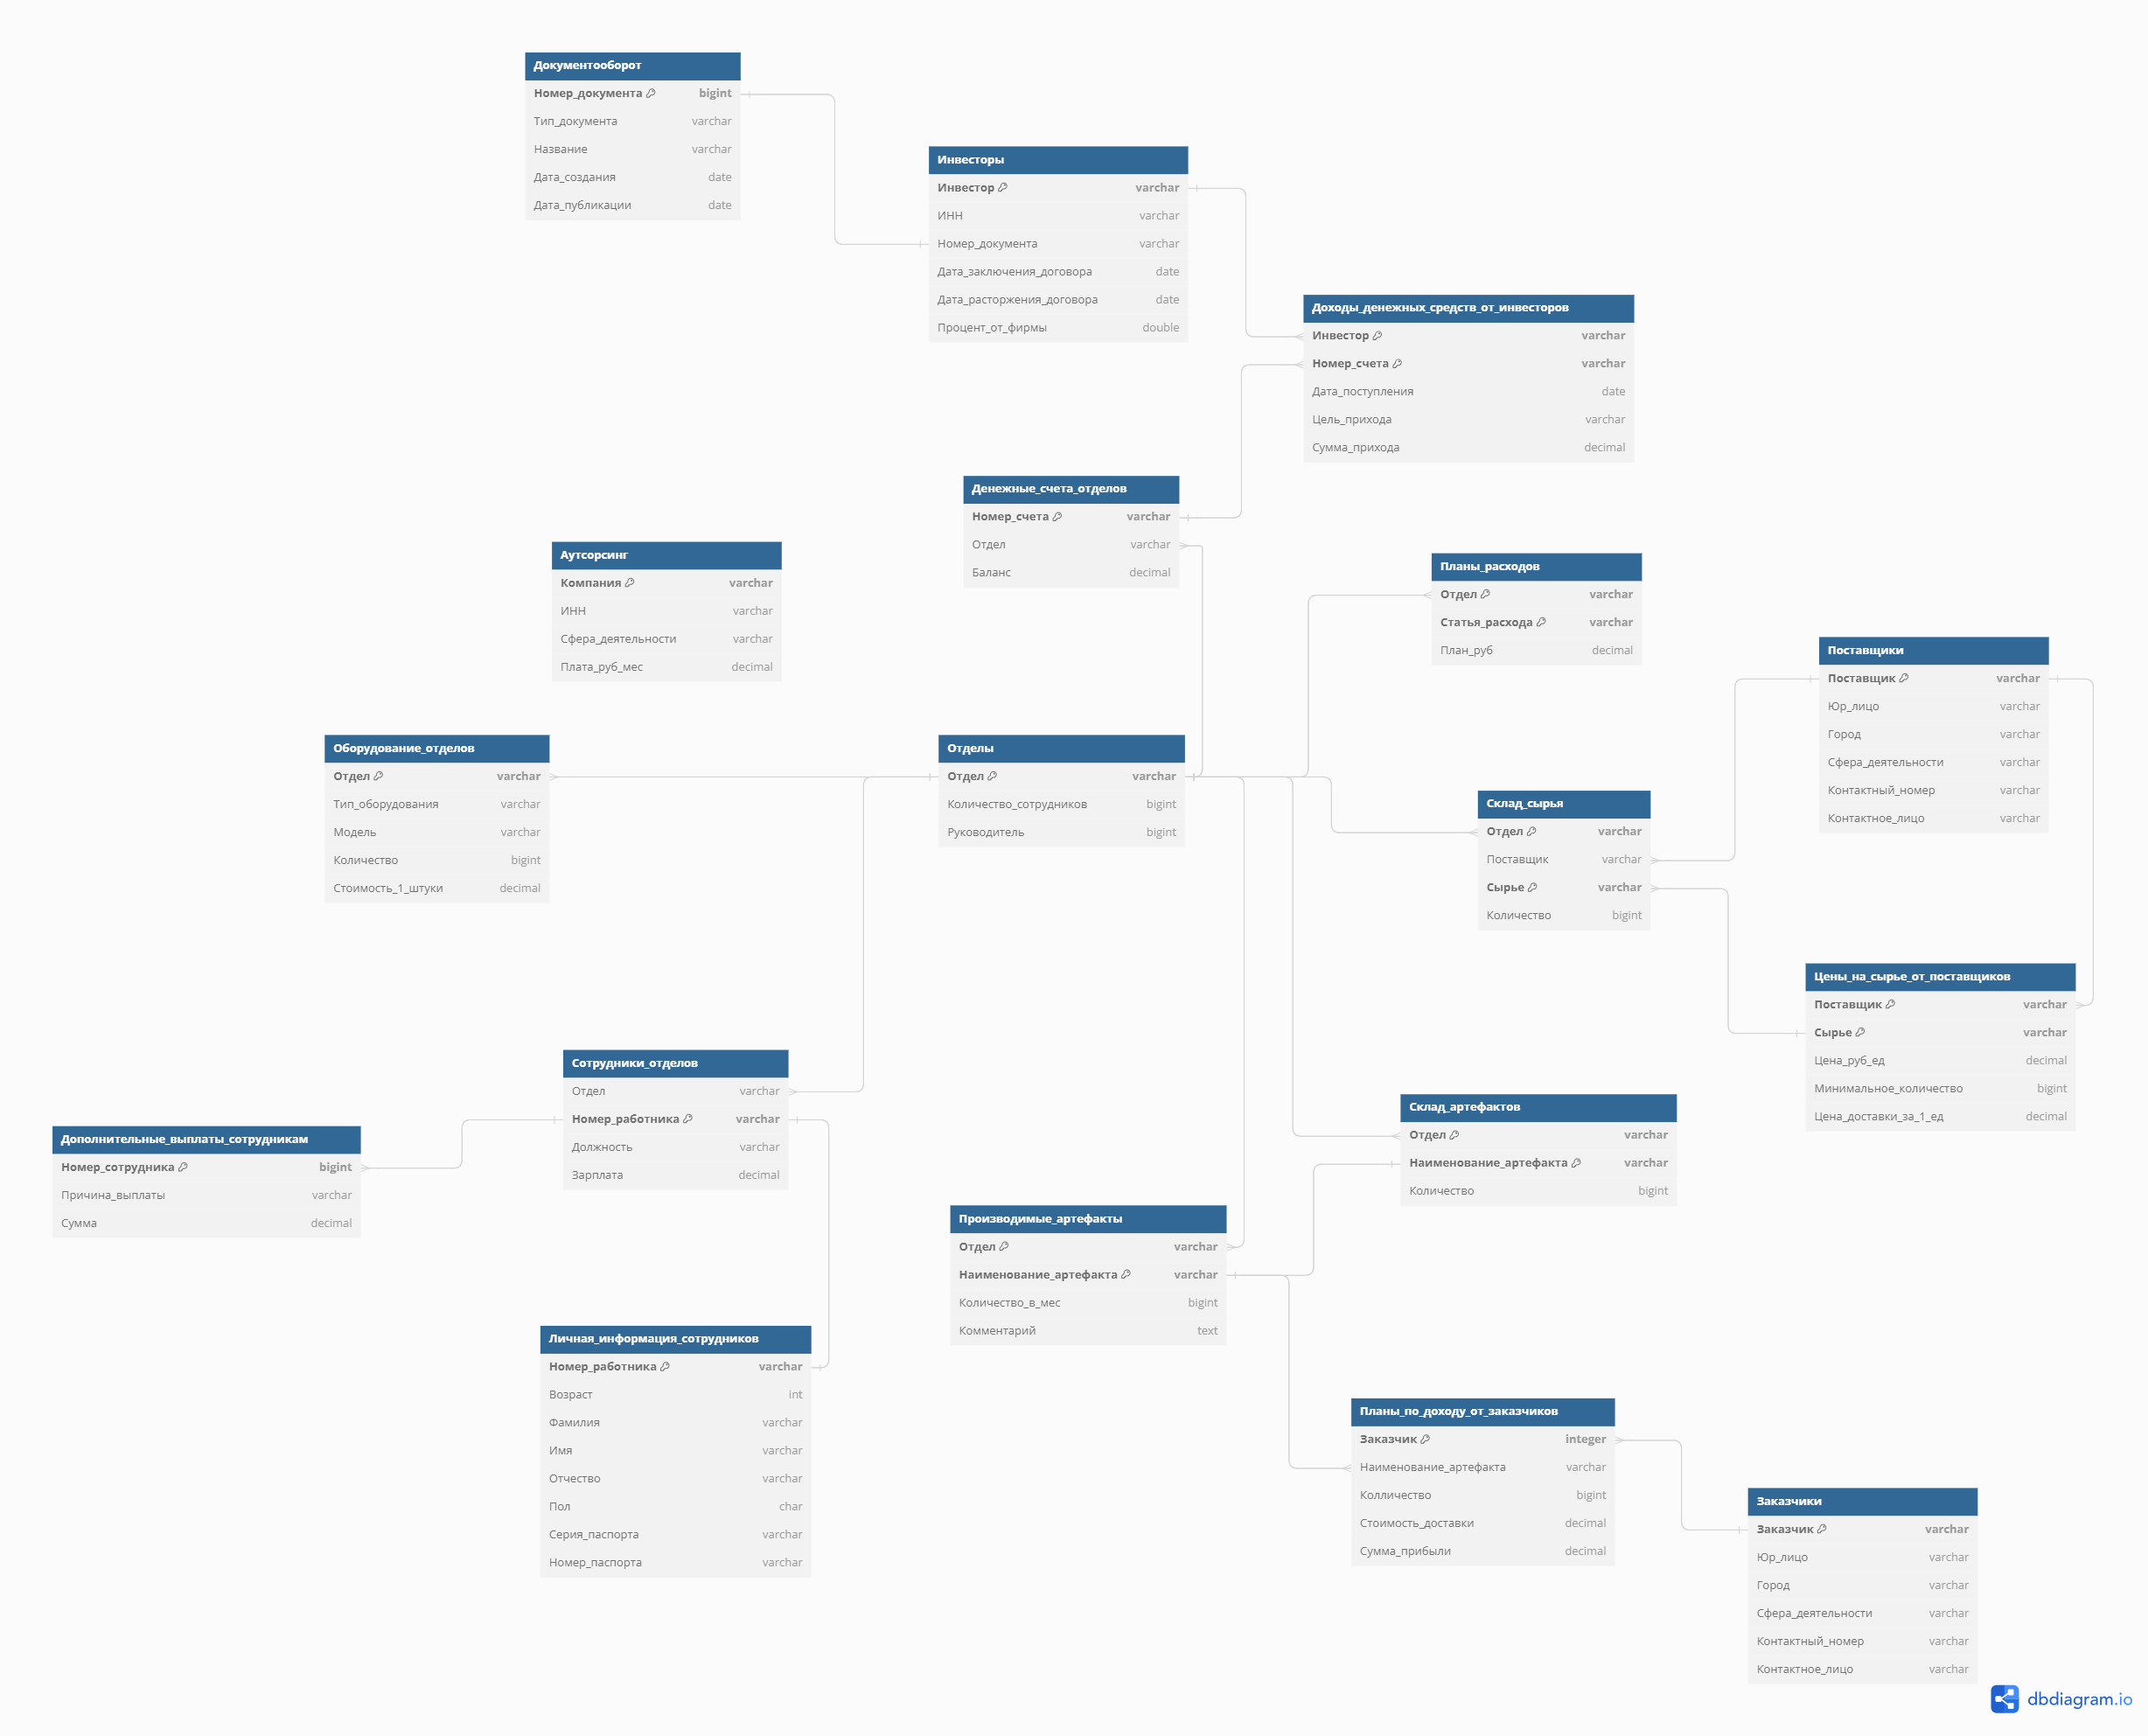 Документооборот
Номер_документа bigint
Тип_документа varchar
Название varchar
Дата_создания date
Дата_публикации date
Инвесторы
Инвестор varchar
ИНН varchar
Номер_документа varchar
Дата_заключения_договора date
Дата_расторжения_договора date
Процент_от_фирмы double
Доходы_денежных_средств_от_инвесторов
Инвестор varchar
Номер_счета varchar
Дата_поступления date
Цель_прихода varchar
Сумма_прихода decimal
Денежные_счета_отделов
Номер_счета varchar
Отдел varchar
Баланс decimal
Аутсорсинг
Компания varchar
ИНН varchar
Сфера_деятельности varchar
Плата_руб_мес decimal
Планы_расходов
Отдел varchar
Статья_расхода varchar
План_руб decimal
Поставщики
Поставщик varchar
Юр_лицо varchar
Город varchar
Сфера_деятельности varchar
Контактный_номер varchar
Контактное_лицо varchar
Оборудование_отделов
Отдел varchar
Тип_оборудования varchar
Модель varchar
Количество bigint
Стоимость_1_штуки decimal
Отделы
Отдел varchar
Количество_сотрудников bigint
Руководитель bigint
Склад_сырья
Отдел varchar
Поставщик varchar
Сырье varchar
Количество bigint
Цены_на_сырье_от_поставщиков
Поставщик varchar
Сырье varchar
Цена_руб_ед decimal
Минимальное_количество bigint
Цена_доставки_за_1_ед decimal
Сотрудники_отделов
Отдел varchar
Номер_работника varchar
Должность varchar
Зарплата decimal
Дополнительные_выплаты_сотрудникам
Номер_сотрудника bigint
Причина_выплаты varchar
Сумма decimal
Склад_артефактов
Отдел varchar
Наименование_артефакта varchar
Количество bigint
Производимые_артефакты
Отдел varchar
Наименование_артефакта varchar
Количество_в_мес bigint
Комментарий text
Личная_информация_сотрудников
Номер_работника varchar
Возраст int
Фамилия varchar
Имя varchar
Отчество varchar
Пол char
Серия_паспорта varchar
Номер_паспорта varchar
Планы_по_доходу_от_заказчиков
Заказчик integer
Наименование_артефакта varchar
Колличество bigint
Стоимость_доставки decimal
Сумма_прибыли decimal
Заказчики
Заказчик varchar
Юр_лицо varchar
Город varchar
Сфера_деятельности varchar
Контактный_номер varchar
Контактное_лицо varchar
dbdiagram.io